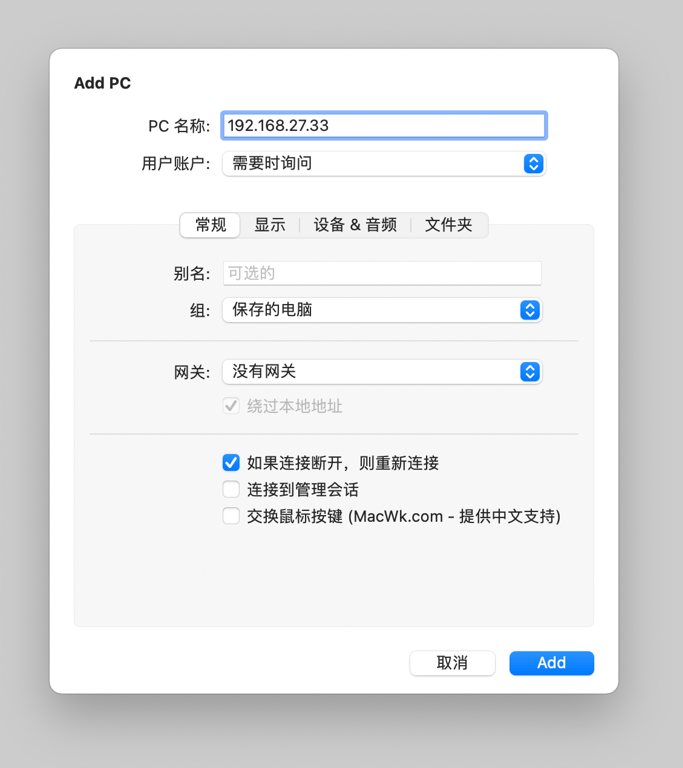 Add PC
PC 名称: 192.168.27.33
用户账户: 需要时询问
常规 显示 设备 & 音频 文件夹
别名: 可选的
组: 保存的电脑
网关: 没有网关
绕过本地地址
如果连接断开，则重新连接
连接到管理会话
交换鼠标按键 (MacWk.com - 提供中文支持)
取消 Add